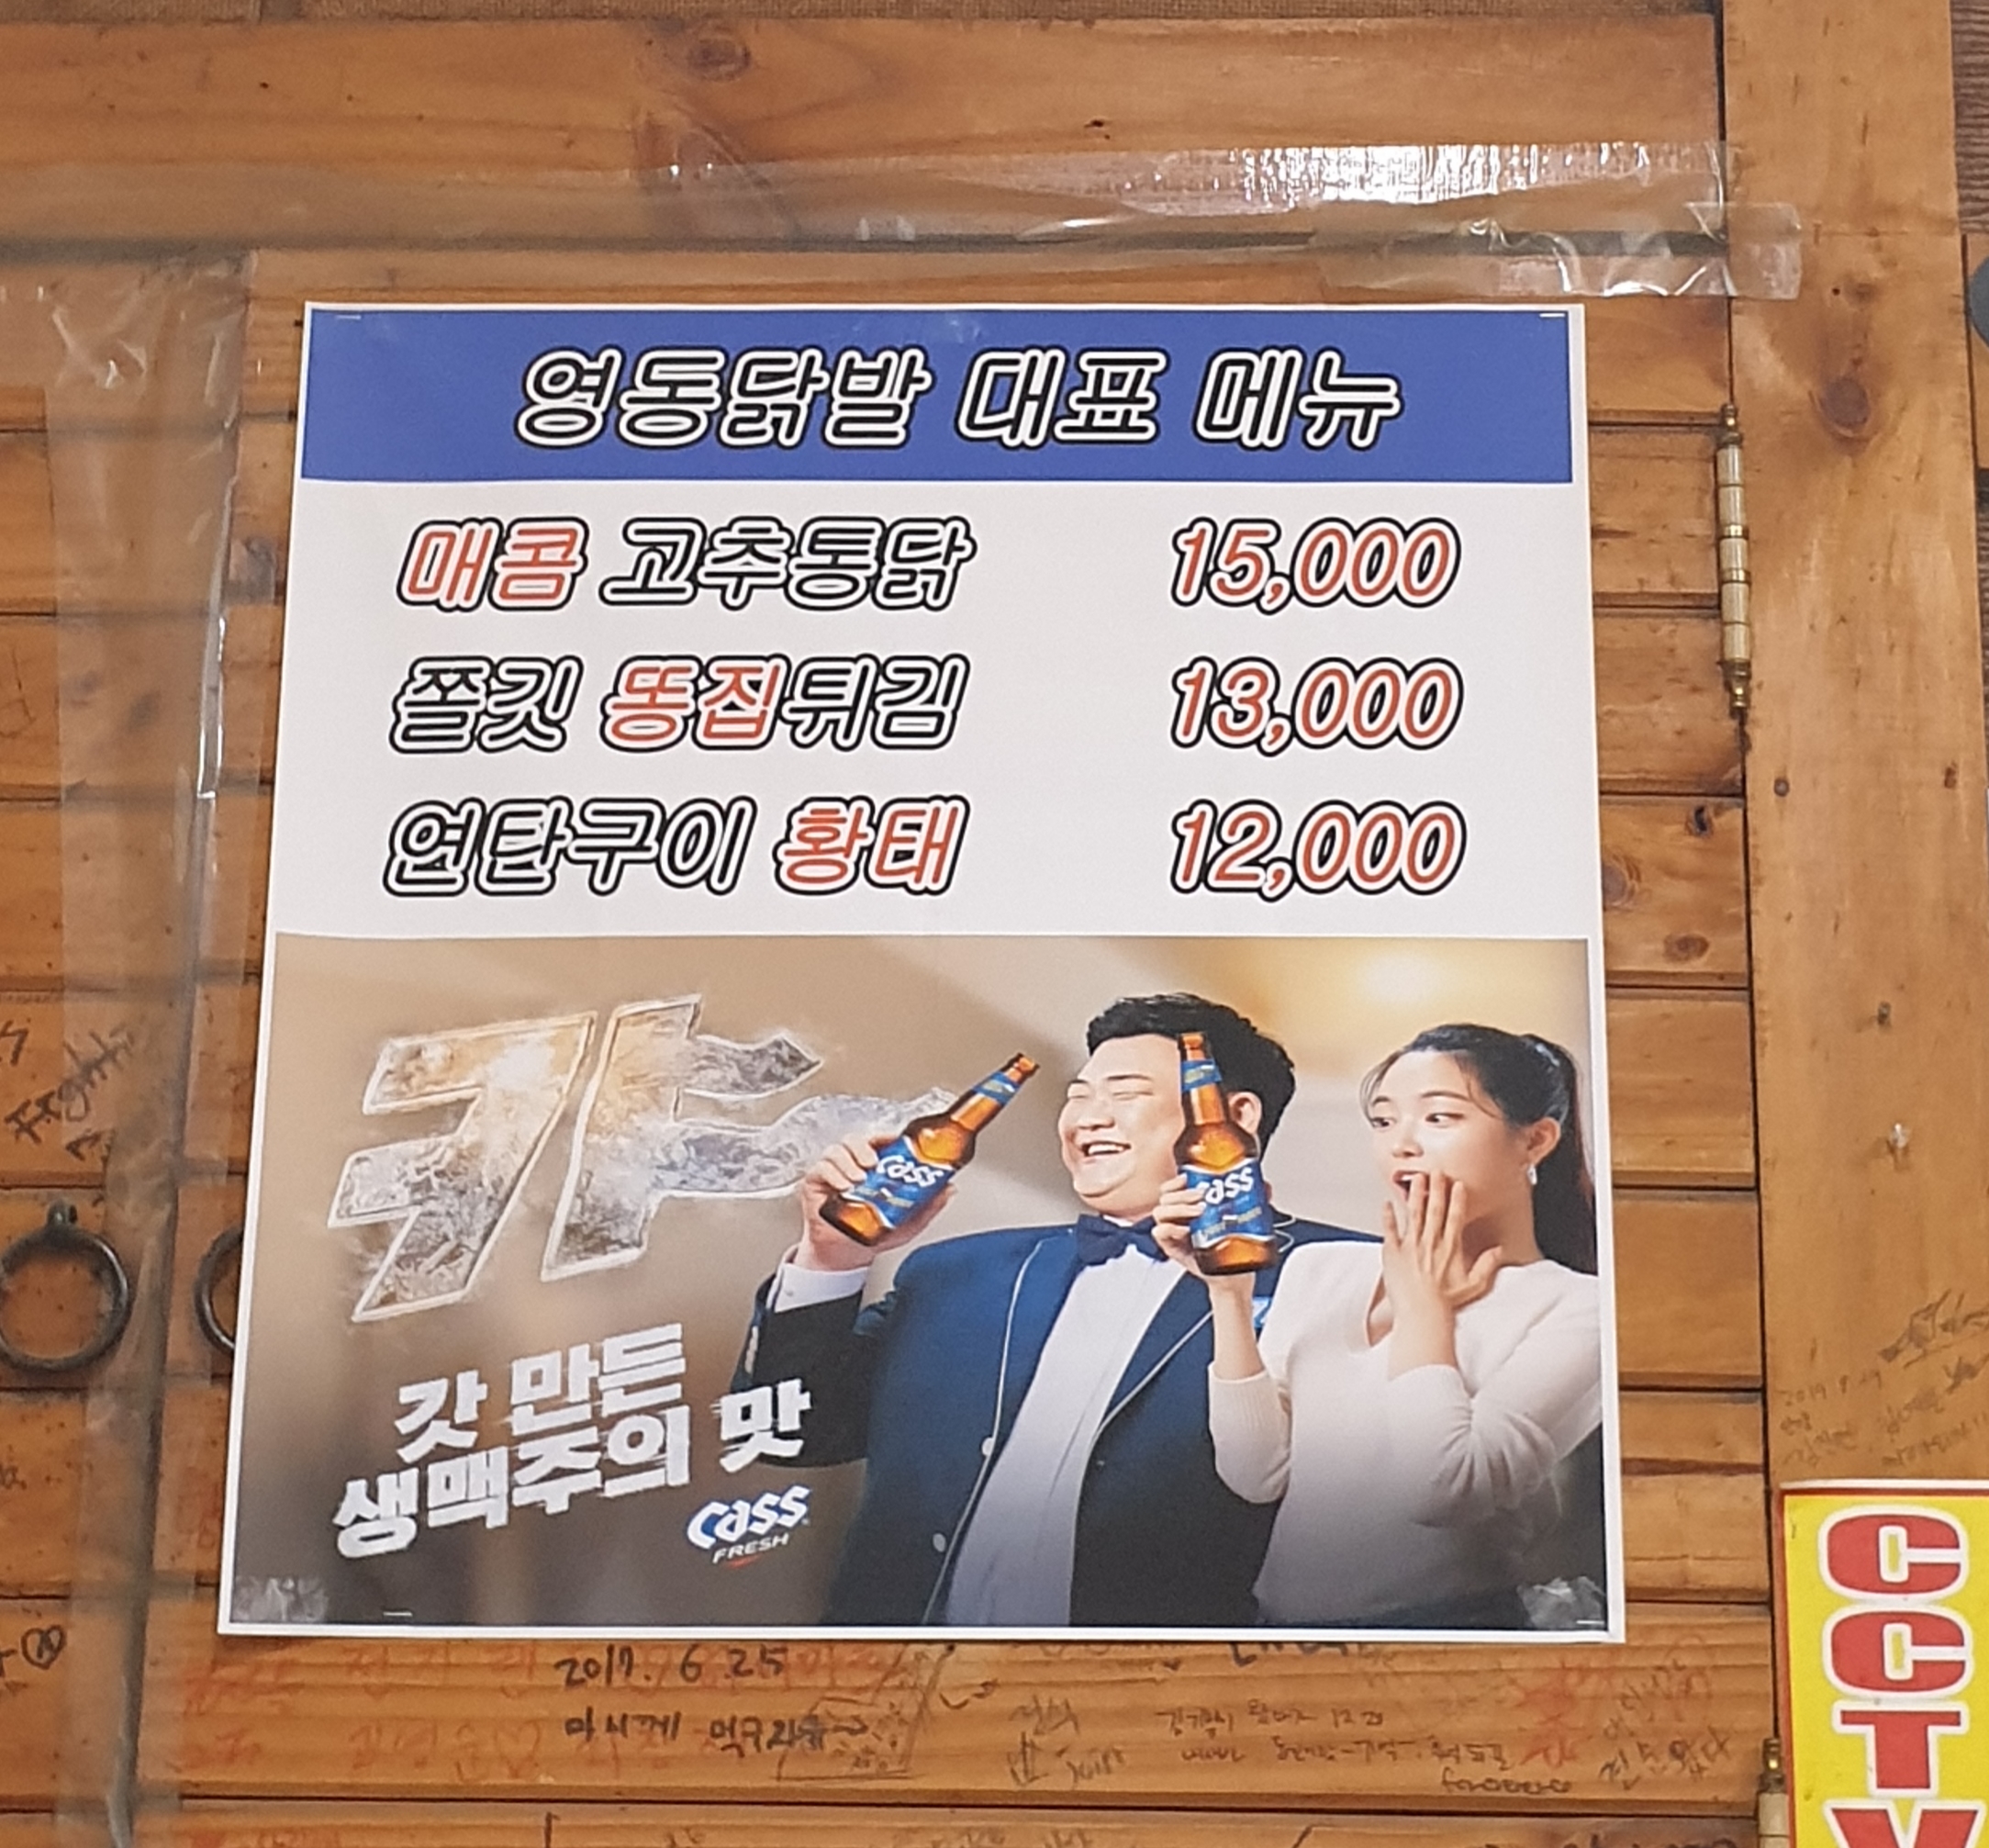 영동닭발 대표 메뉴
매콤 고추통닭 15,000
쫄깃 똥집튀김 13,000
연탄구이 황태 12,000
캬
Cass
Cass
갓 만든
생맥주의 맛
Cass
FRESH
2017. 6.25
CCTV